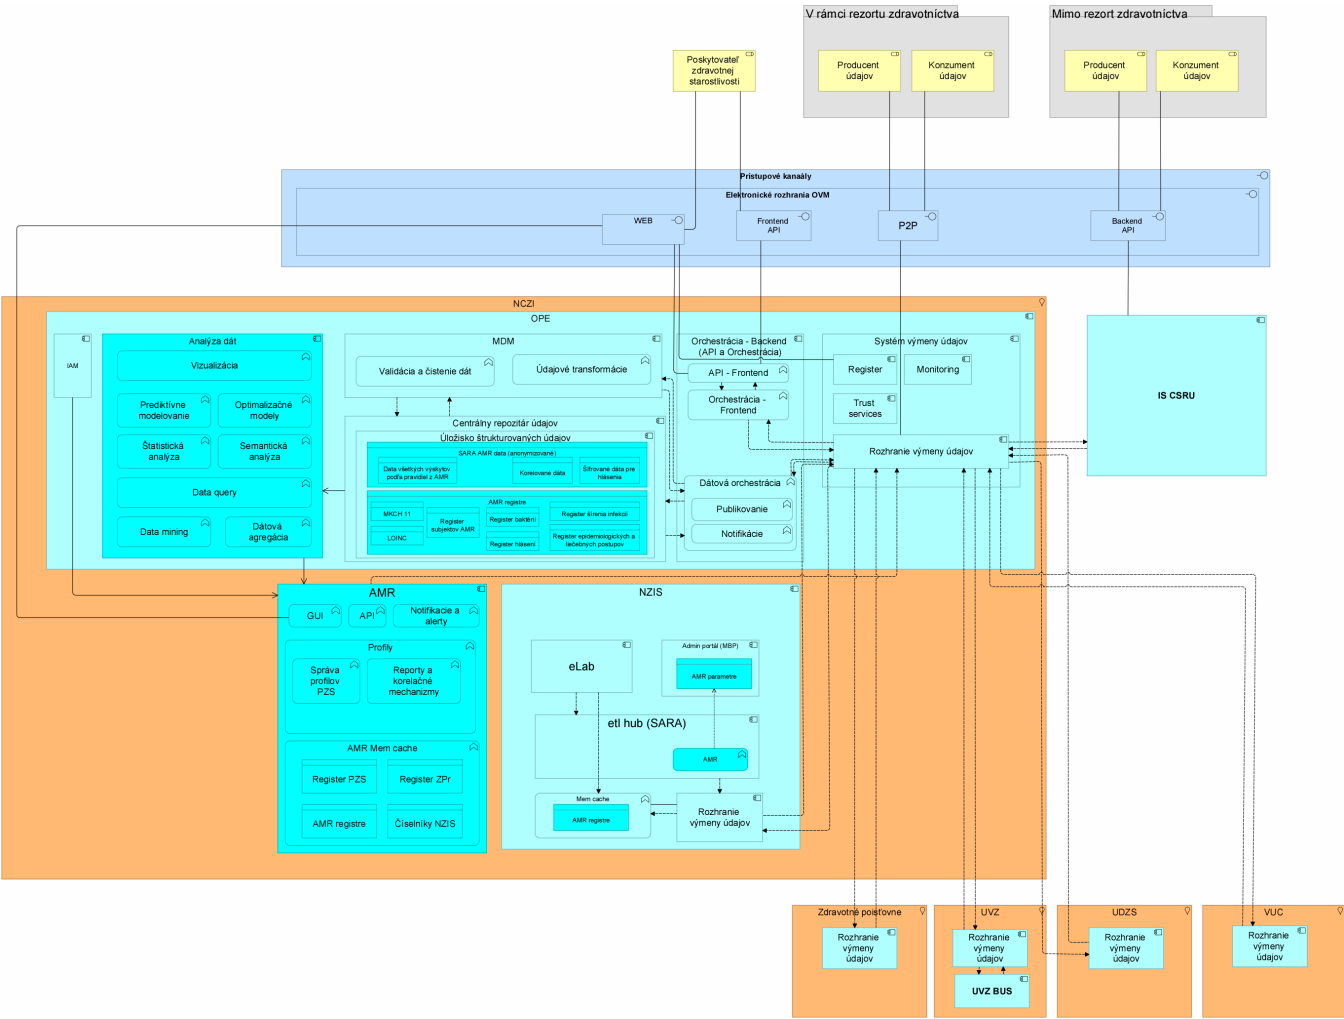 V rámci rezortu zdravotníctva
Mimo rezort zdravotníctva
Poskytovateľ
zdravotnej
starostlivosti
Producent
údajov
Konzument
údajov
Producent
údajov
Konzument
údajov
Prístupové kanaály
Elektronické rozhrania OVM
WEB
Frontend
API
P2P
Backend
API
NCZI
OPE
IAM
Analýza dát
Vizualizácia
Prediktívne
modelovanie
Optimalizačné
modely
Štatistická
analýza
Semantická
analýza
Data query
Data mining
Dátová
agregácia
MDM
Validácia a čistenie dát
Údajové transformácie
Centrálny repozitár údajov
Úložisko štrukturovaných údajov
SARA AMR data (anonymizované)
Data všetkých výskytov
podľa pravidiel z AMR
Korelované dáta
Šifrované dáta pre
hlásenia
AMR registre
MKCH 11
LOINC
Register
subjektov AMR
Register baktérií
Register hlásení
Register šírenia infekcií
Register epidemiologických a
liečebných postupov
Orchestrácia - Backend
(API a Orchestrácia)
API - Frontend
Orchestrácia -
Frontend
Dátová orchestrácia
Publikovanie
Notifikácie
Systém výmeny údajov
Register
Monitoring
Trust
services
Rozhranie výmeny údajov
IS CSRU
AMR
GUI
API
Notifikacie a
alerty
Profily
Správa
profilov
PZS
Reporty a
korelačné
mechanizmy
AMR Mem cache
Register PZS
Register ZPr
AMR registre
Číselníky NZIS
NZIS
eLab
Admin portál (MBP)
AMR parametre
etl hub (SARA)
AMR
Mem cache
AMR registre
Rozhranie
výmeny údajov
Zdravotné poisťovne
Rozhranie
výmeny
údajov
UVZ
Rozhranie
výmeny
údajov
UVZ BUS
UDZS
Rozhranie
výmeny
údajov
VUC
Rozhranie
výmeny
údajov